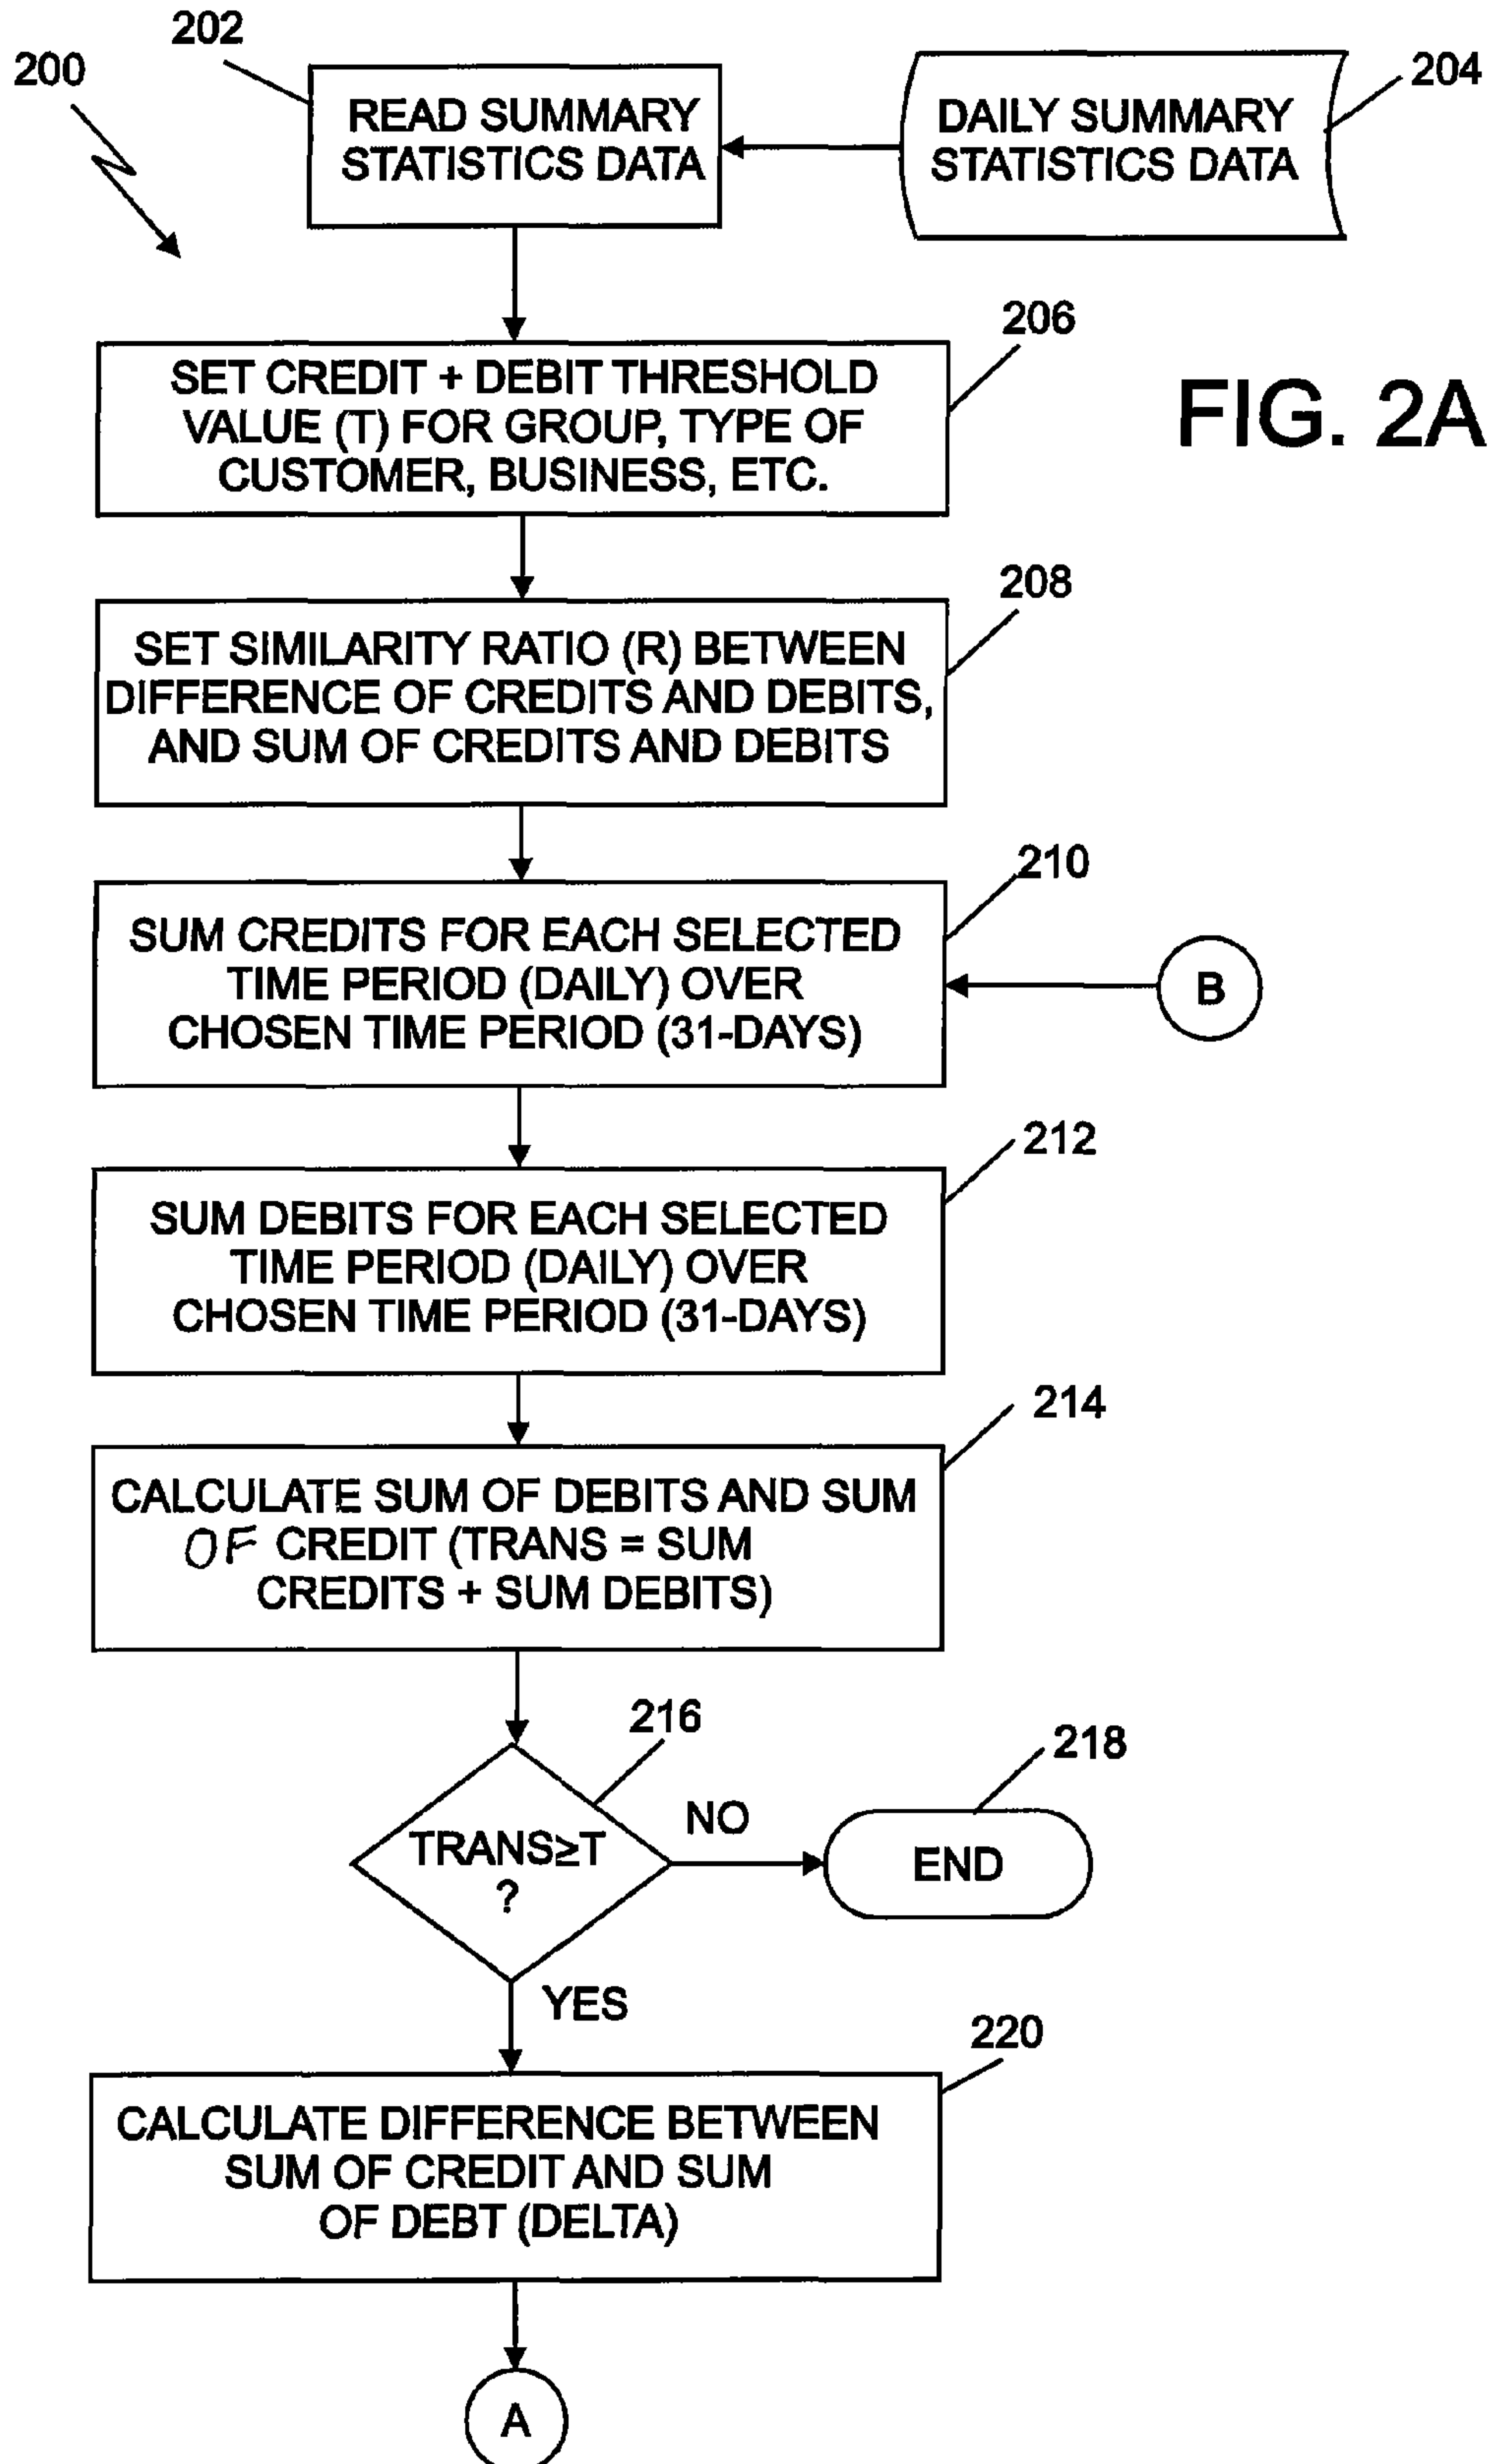 200
202
READ SUMMARY
STATISTICS DATA
DAILY SUMMARY
STATISTICS DATA
204
206
SET CREDIT + DEBIT THRESHOLD
VALUE (T) FOR GROUP, TYPE OF
CUSTOMER, BUSINESS, ETC.
FIG. 2A
208
SET SIMILARITY RATIO (R) BETWEEN
DIFFERENCE OF CREDITS AND DEBITS,
AND SUM OF CREDITS AND DEBITS
210
SUM CREDITS FOR EACH SELECTED
TIME PERIOD (DAILY) OVER
CHOSEN TIME PERIOD (31-DAYS)
B
212
SUM DEBITS FOR EACH SELECTED
TIME PERIOD (DAILY) OVER
CHOSEN TIME PERIOD (31-DAYS)
214
CALCULATE SUM OF DEBITS AND SUM
OF CREDIT (TRANS = SUM
CREDITS + SUM DEBITS)
216
TRANS≥T
?
NO
218
END
YES
220
CALCULATE DIFFERENCE BETWEEN
SUM OF CREDIT AND SUM
OF DEBT (DELTA)
A